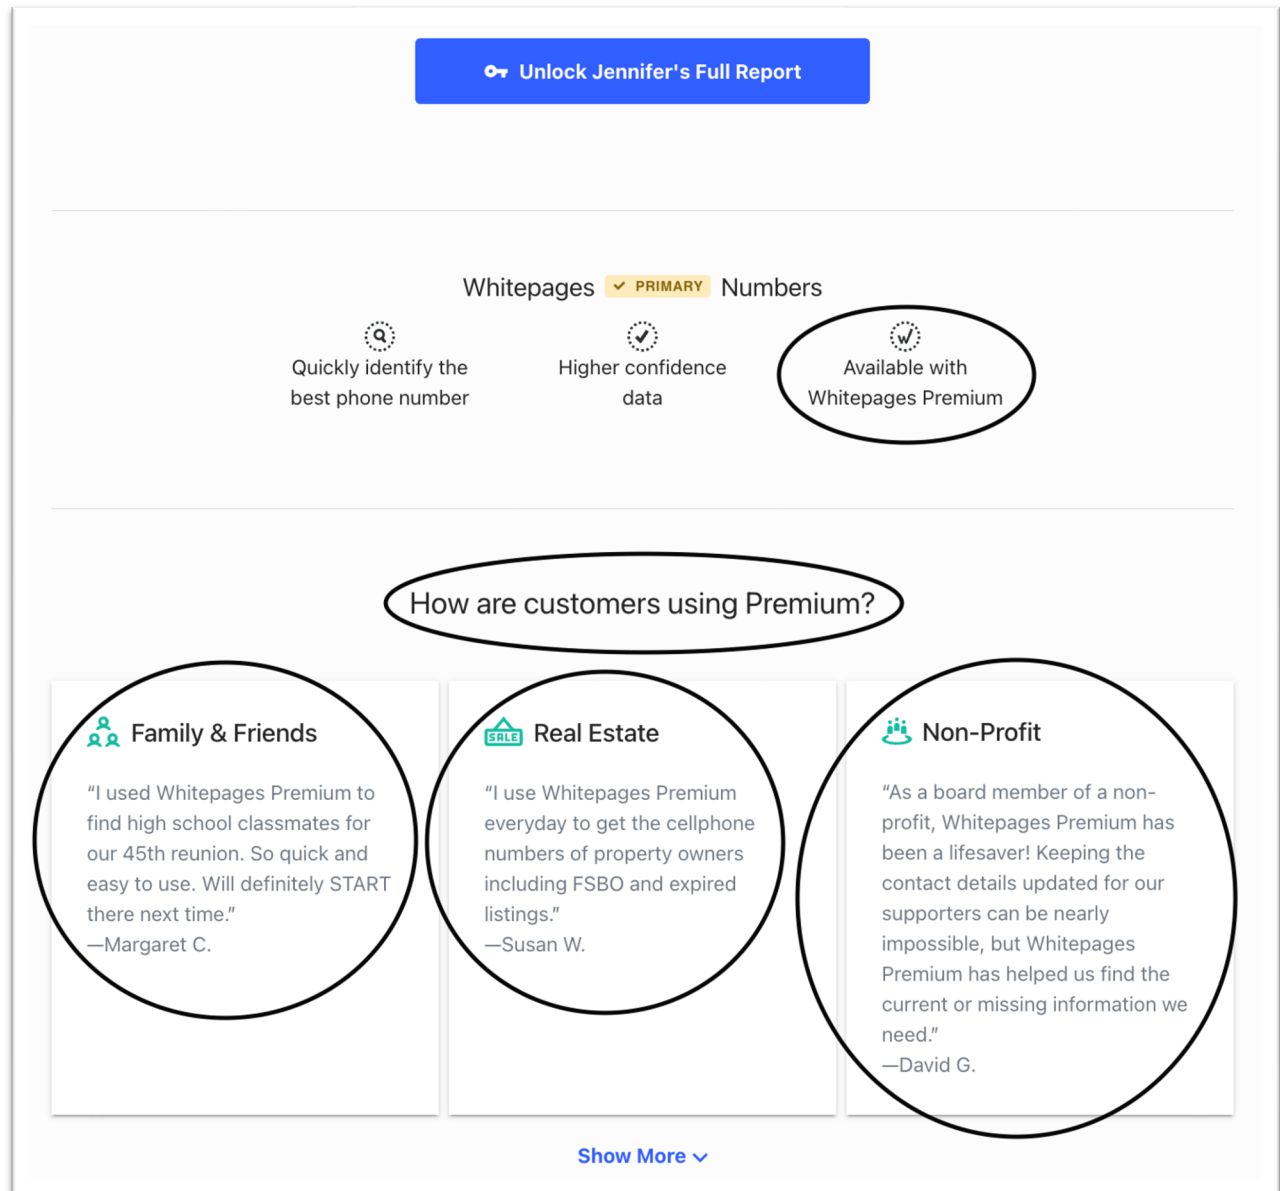 Unlock Jennifer's Full Report
Whitepages PRIMARY Numbers
Quickly identify the
best phone number
Higher confidence
data
Available with
Whitepages Premium
How are customers using Premium?
Family & Friends
“I used Whitepages Premium to
find high school classmates for
our 45th reunion. So quick and
easy to use. Will definitely START
there next time.”
—Margaret C.
SALE
Real Estate
“I use Whitepages Premium
everyday to get the cellphone
numbers of property owners
including FSBO and expired
listings.”
—Susan W.
Non-Profit
“As a board member of a non-
profit, Whitepages Premium has
been a lifesaver! Keeping the
contact details updated for our
supporters can be nearly
impossible, but Whitepages
Premium has helped us find the
current or missing information we
need.”
—David G.
Show More